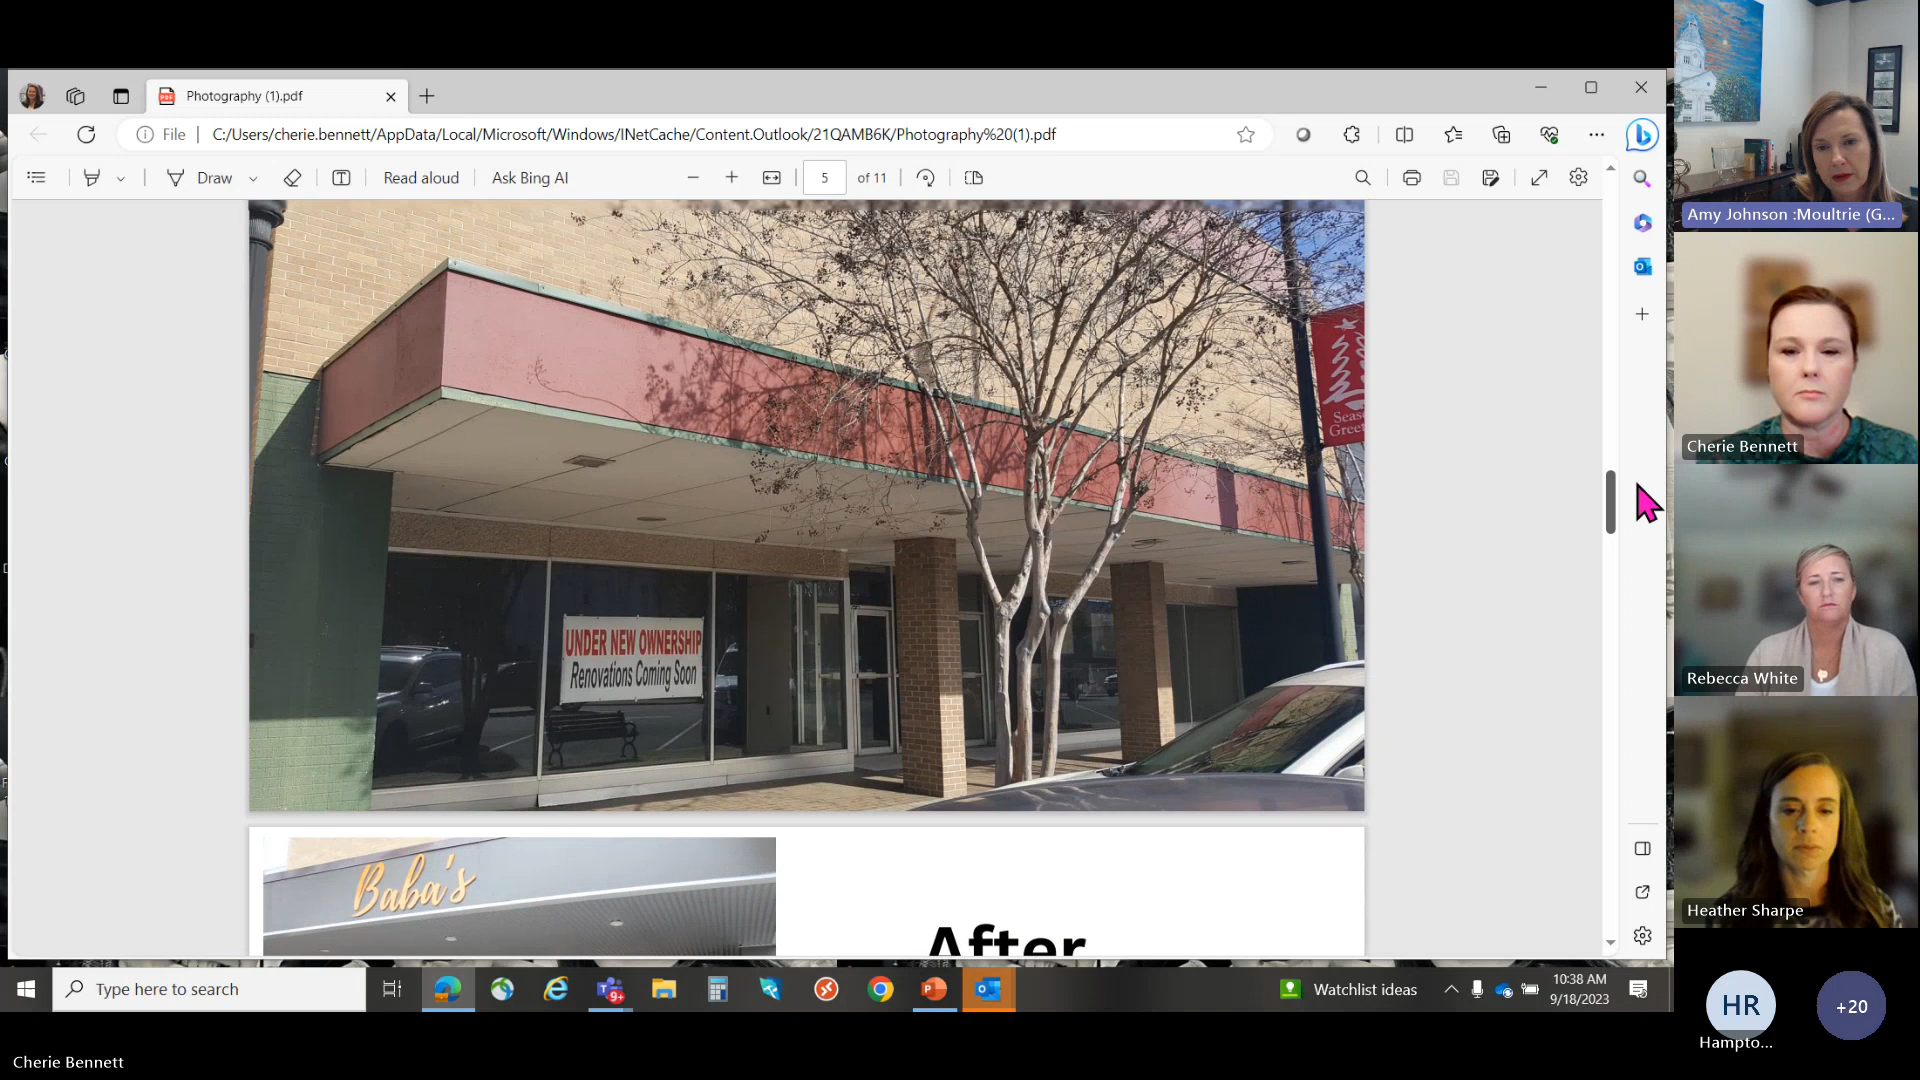 Photography (1).pdf
File
C:/Users/cherie.bennett/AppData/Local/Microsoft/Windows/INetCache/Content.Outlook/21QAMB6K/Photography%20(1).pdf
Draw
Read aloud
Ask Bing AI
5 of 11
Seas
Greet
UNDER NEW OWNERSHIP
Renovations Coming Soon
Baba's
After
Type here to search
9+
Watchlist ideas
10:38 AM
9/18/2023
Cherie Bennett
Amy Johnson :Moultrie (G...
Cherie Bennett
Rebecca White
Heather Sharpe
HR
+20
Hampto...